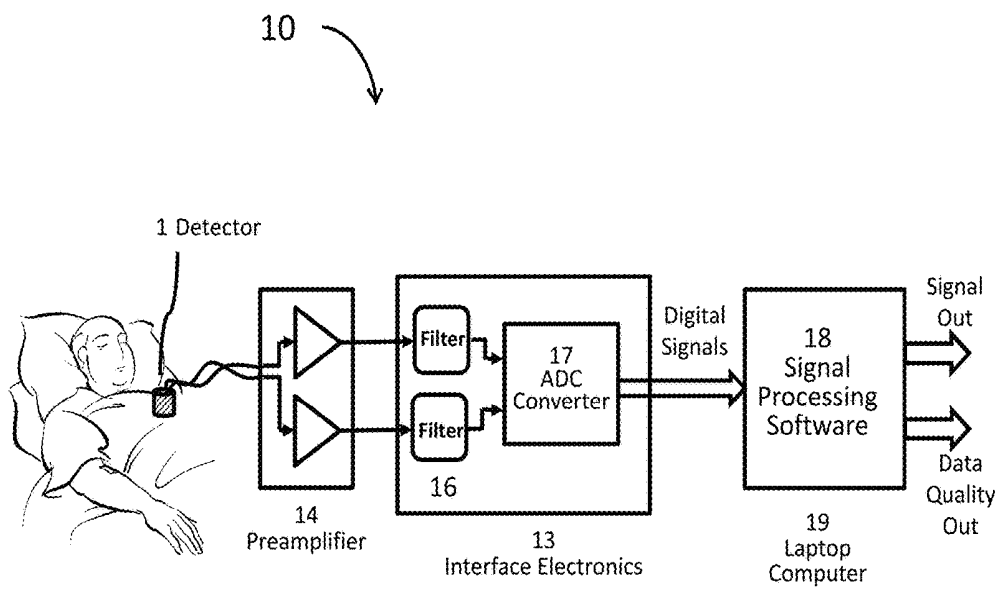 10
1 Detector
Filter
Filter
16
17
ADC
Converter
Digital
Signals
18
Signal
Processing
Software
Signal
Out
Data
Quality
Out
14
Preamplifier
13
Interface Electronics
19
Laptop
Computer